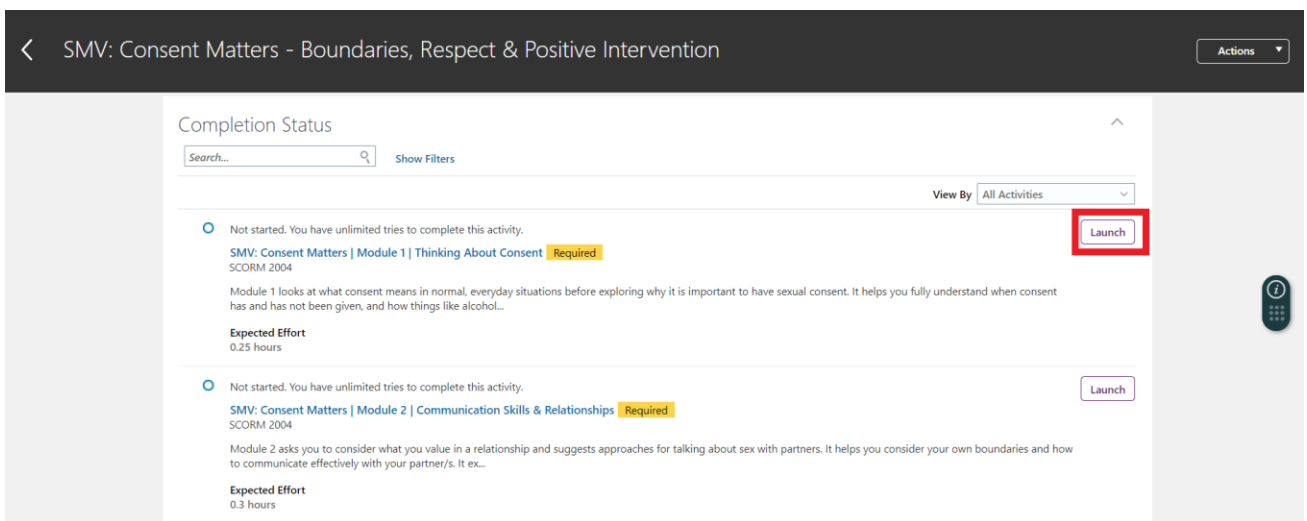 SMV: Consent Matters - Boundaries, Respect & Positive Intervention
Actions
Completion Status
Search...
Show Filters
View By All Activities
Not started. You have unlimited tries to complete this activity.
Launch
SMV: Consent Matters | Module 1 | Thinking About Consent Required
SCORM 2004
Module 1 looks at what consent means in normal, everyday situations before exploring why it is important to have sexual consent. It helps you fully understand when consent
has and has not been given, and how things like alcohol...
Expected Effort
0.25 hours
Not started. You have unlimited tries to complete this activity.
Launch
SMV: Consent Matters | Module 2 | Communication Skills & Relationships Required
SCORM 2004
Module 2 asks you to consider what you value in a relationship and suggests approaches for talking about sex with partners. It helps you consider your own boundaries and how
to communicate effectively with your partner/s. It ex...
Expected Effort
0.3 hours